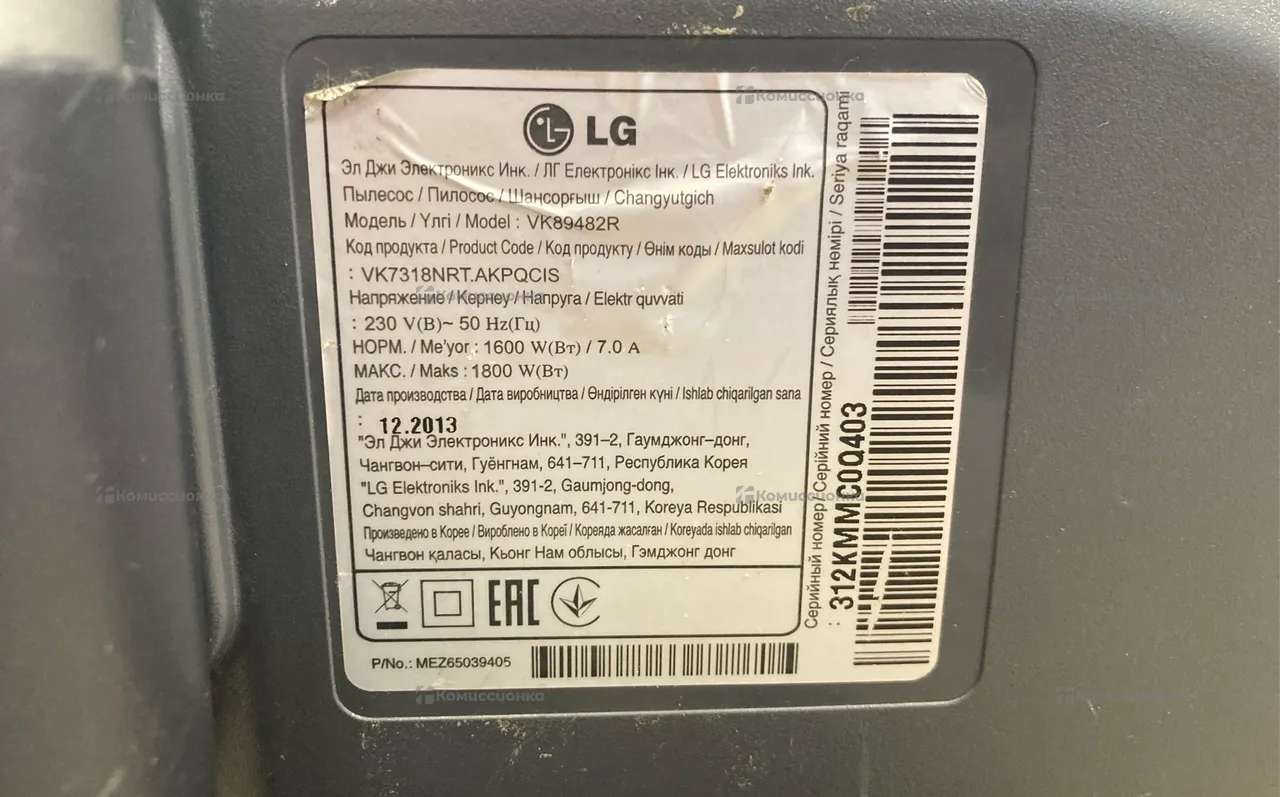 LG
Эл Джи Электроникс Инк. / ЛГ Електронікс Інк. / LG Elektroniks Ink.
Пылесос / Пилосос / Шансорғыш / Changyutgich
Модель / Үлгі / Model : VK89482R
Код продукта / Product Code / Код продукту / Өнім коды / Maxsulot kodi
: VK7318NRT.AKPQCIS
Напряжение / Кернеу / Напруга / Elektr quvvati
: 230 V(В)~ 50 Hz(Гц)
НОРМ. / Me'yor : 1600 W(Вт) / 7.0 A
МАКС. / Maks : 1800 W(Вт)
Дата производства / Дата виробництва / Өндірілген күні / Ishlab chiqarilgan sana
: 12.2013
"Эл Джи Электроникс Инк.", 391–2, Гаумджонг–донг,
Чангвон–сити, Гуёнгнам, 641–711, Республика Корея
"LG Elektroniks Ink.", 391-2, Gaumjong-dong,
Changvon shahri, Guyongnam, 641-711, Koreya Respublikasi
Произведено в Корее / Вироблено в Кореї / Кореяда жасалған / Koreyada ishlab chiqarilgan
Чангвон қаласы, Кьонг Нам облысы, Гэмджонг донг
EAC
P/No.: MEZ65039405
Серийный номер / Серійний номер / Сериялық нөмірі / Seriya raqami
: 312KMMMC0Q403
Комиссионка
Комиссионка
Комиссионка
Комиссионка
Комиссионка